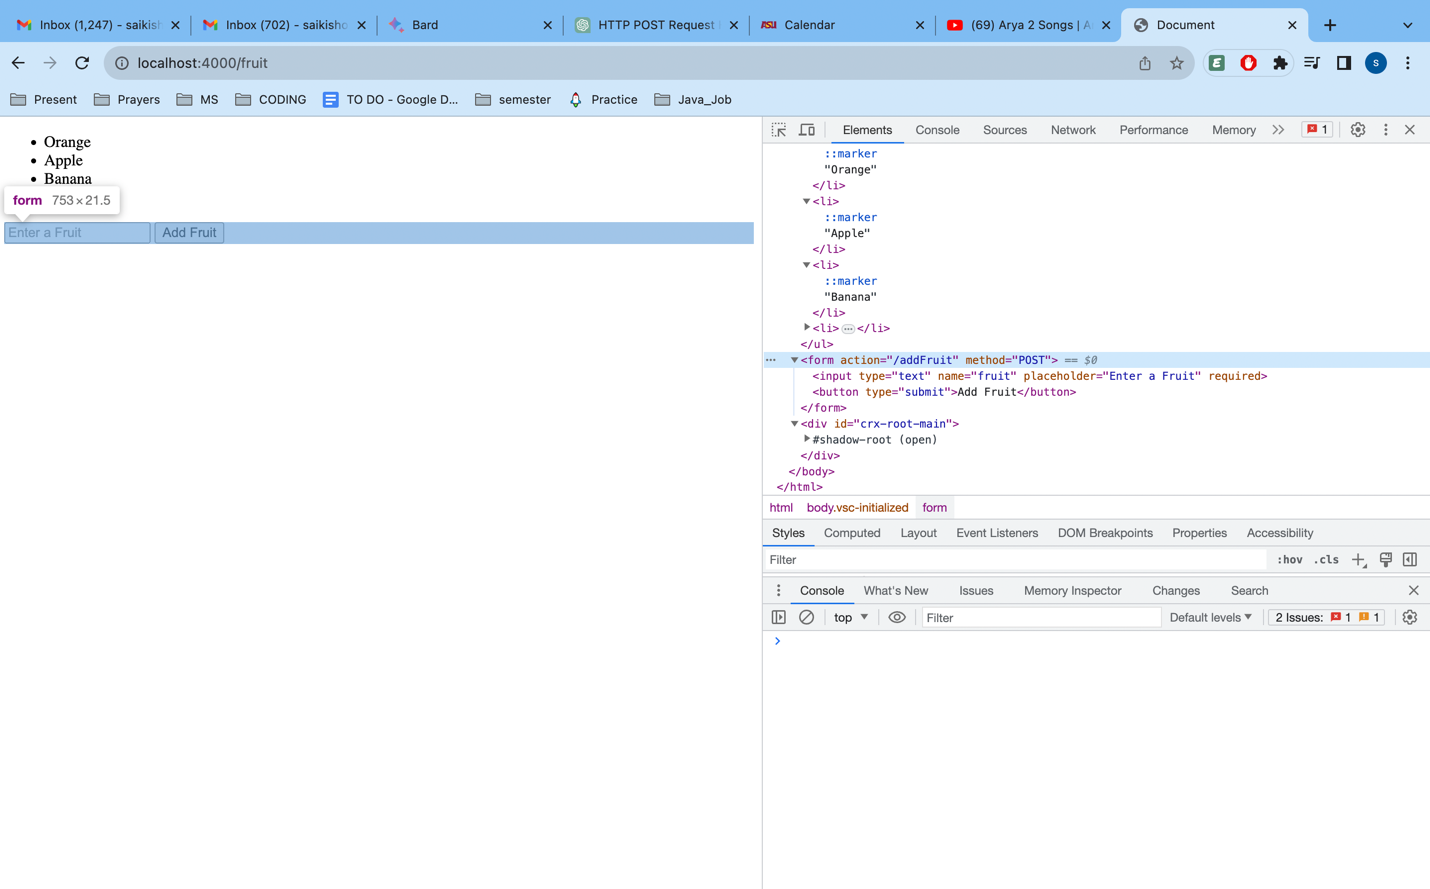 Inbox (1,247) - saikish
Inbox (702) - saikisho
Bard
HTTP POST Request
ASU Calendar
(69) Arya 2 Songs | A
Document
localhost:4000/fruit
E
S
Present
Prayers
MS
CODING
TO DO - Google D...
semester
Practice
Java_Job
• Orange
• Apple
• Banana
form 753 × 21.5
Enter a Fruit
Add Fruit
Elements
Console
Sources
Network
Performance
Memory
1
::marker
"Orange"
</li>
<li>
::marker
"Apple"
</li>
<li>
::marker
"Banana"
</li>
<li> ... </li>
</ul>
... <form action="/addFruit" method="POST"> == $0
<input type="text" name="fruit" placeholder="Enter a Fruit" required>
<button type="submit">Add Fruit</button>
</form>
<div id="crx-root-main">
#shadow-root (open)
</div>
</body>
</html>
html body.vsc-initialized form
Styles Computed Layout Event Listeners DOM Breakpoints Properties Accessibility
Filter :hov .cls
Console What's New Issues Memory Inspector Changes Search
top Filter Default levels 2 Issues: 1 1